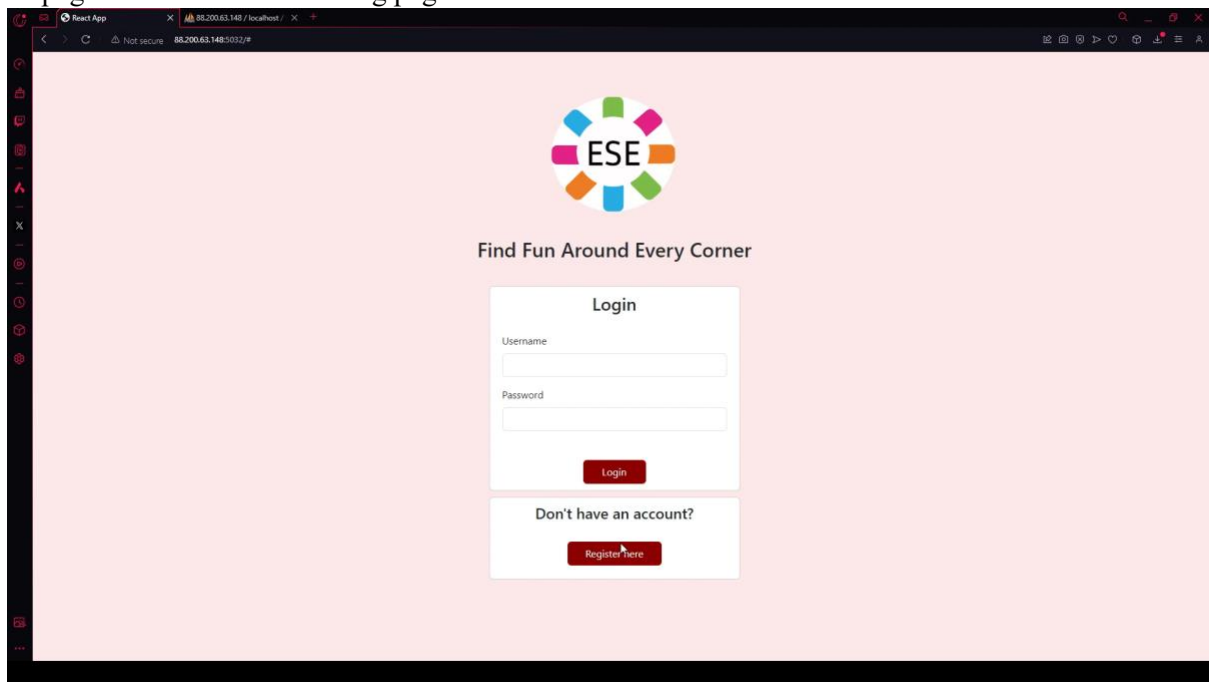 React App
88.200.63.148 / localhost /
Not secure 88.200.63.148:5032/#
ESE
Find Fun Around Every Corner
Login
Username
Password
Login
Don't have an account?
Register here